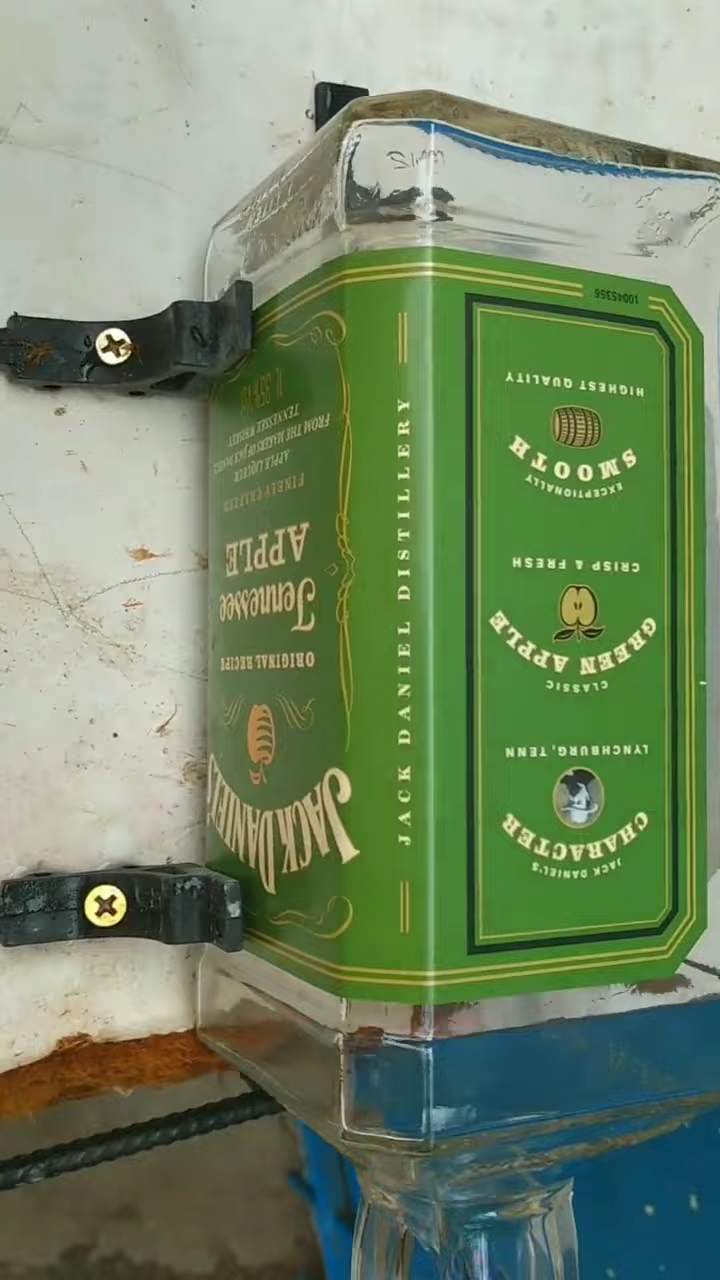 JACK DANIEL'S
ORIGINAL RECIPE
Tennessee
APPLE
FINELY CRAFTED
APPLE LIQUEUR
FROM THE MAKERS OF JACK DANIEL'S
TENNESSEE WHISKEY
JACK DANIEL DISTILLERY
JACK DANIEL'S
CHARACTER
LYNCHBURG, TENN
CLASSIC
GREEN APPLE
CRISP & FRESH
EXCEPTIONALLY
SMOOTH
HIGHEST QUALITY
10045356